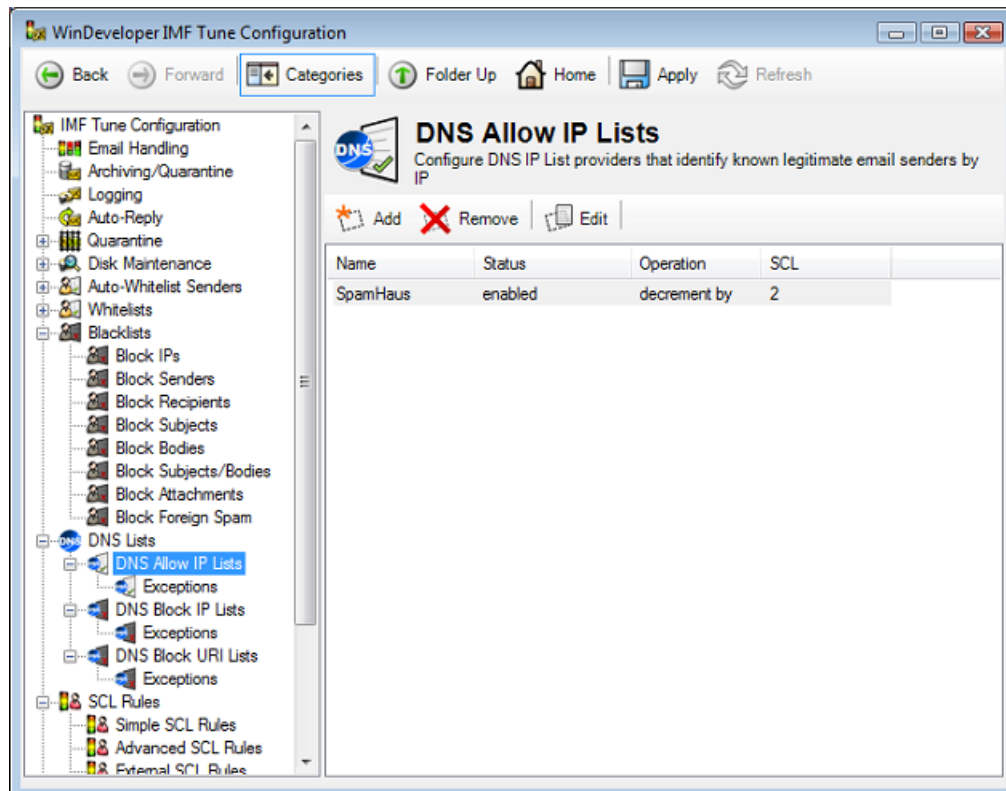 WinDeveloper IMF Tune Configuration
Back Forward Categories Folder Up Home Apply Refresh
IMF Tune Configuration
Email Handling
Archiving/Quarantine
Logging
Auto-Reply
Quarantine
Disk Maintenance
Auto-Whitelist Senders
Whitelists
Blacklists
Block IPs
Block Senders
Block Recipients
Block Subjects
Block Bodies
Block Subjects/Bodies
Block Attachments
Block Foreign Spam
DNS Lists
DNS Allow IP Lists
Exceptions
DNS Block IP Lists
Exceptions
DNS Block URI Lists
Exceptions
SCL Rules
Simple SCL Rules
Advanced SCL Rules
External SCL Rules
DNS
DNS Allow IP Lists
Configure DNS IP List providers that identify known legitimate email senders by
IP
Add Remove Edit
Name Status Operation SCL
SpamHaus enabled decrement by 2